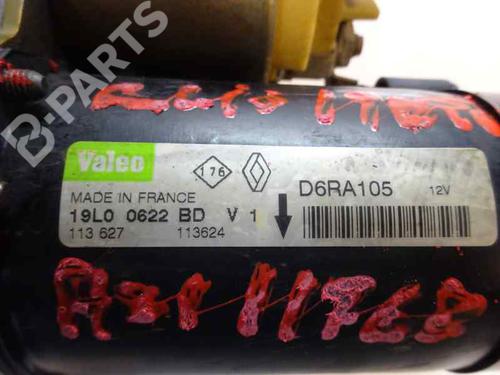 B-PARTS
Valeo
176
D6RA105 12V
MADE IN FRANCE
19L0 0622 BD V 1
113 627 113624